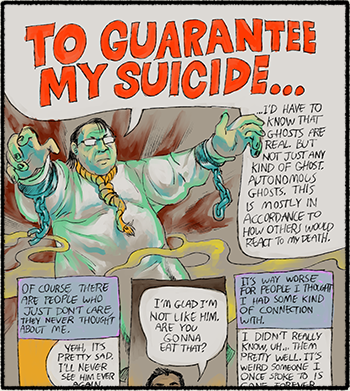 TO GUARANTEE
MY SUICIDE...
...I'D HAVE TO
KNOW THAT
GHOSTS ARE
REAL. BUT
NOT JUST ANY
KIND OF GHOST.
AUTONOMOUS
GHOSTS. THIS
IS MOSTLY IN
ACCORDANCE TO
HOW OTHERS WOULD
REACT TO MY DEATH.
OF COURSE THERE
ARE PEOPLE WHO
JUST DON'T CARE,
THEY NEVER THOUGHT
ABOUT ME.
YEAH, IT'S
PRETTY SAD,
I'LL NEVER
SEE HIM EVER
AGAIN.
I'M GLAD I'M
NOT LIKE HIM.
ARE YOU
GONNA
EAT THAT?
IT'S WAY WORSE
FOR PEOPLE I THOUGHT
I HAD SOME KIND
OF CONNECTION
WITH.
I DIDN'T REALLY
KNOW UH... THEM
PRETTY WELL. IT'S
WEIRD SOMEONE I
ONCE SPOKE TO IS
GONE FOREVER